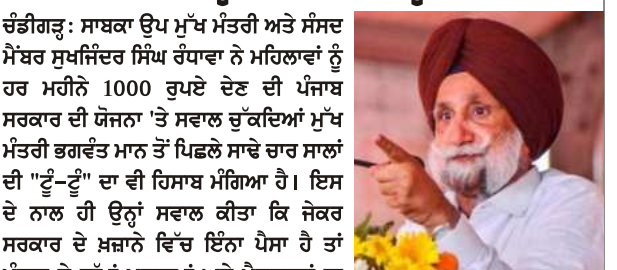 ਚੰਡੀਗੜ੍ਹ: ਸਾਬਕਾ ਉਪ ਮੁੱਖ ਮੰਤਰੀ ਅਤੇ ਸੰਸਦ
ਮੈਂਬਰ ਸੁਖਜਿੰਦਰ ਸਿੰਘ ਰੰਧਾਵਾ ਨੇ ਮਹਿਲਾਵਾਂ ਨੂੰ
ਹਰ ਮਹੀਨੇ 1000 ਰੁਪਏ ਦੇਣ ਦੀ ਪੰਜਾਬ
ਸਰਕਾਰ ਦੀ ਯੋਜਨਾ 'ਤੇ ਸਵਾਲ ਚੁੱਕਦਿਆਂ ਮੁੱਖ
ਮੰਤਰੀ ਭਗਵੰਤ ਮਾਨ ਤੋਂ ਪਿਛਲੇ ਸਾਢੇ ਚਾਰ ਸਾਲਾਂ
ਦੀ "ਟੂੰ-ਟੂੰ" ਦਾ ਵੀ ਹਿਸਾਬ ਮੰਗਿਆ ਹੈ। ਇਸ
ਦੇ ਨਾਲ ਹੀ ਉਨ੍ਹਾਂ ਸਵਾਲ ਕੀਤਾ ਕਿ ਜੇਕਰ
ਸਰਕਾਰ ਦੇ ਖ਼ਜ਼ਾਨੇ ਵਿੱਚ ਇੰਨਾ ਪੈਸਾ ਹੈ ਤਾਂ